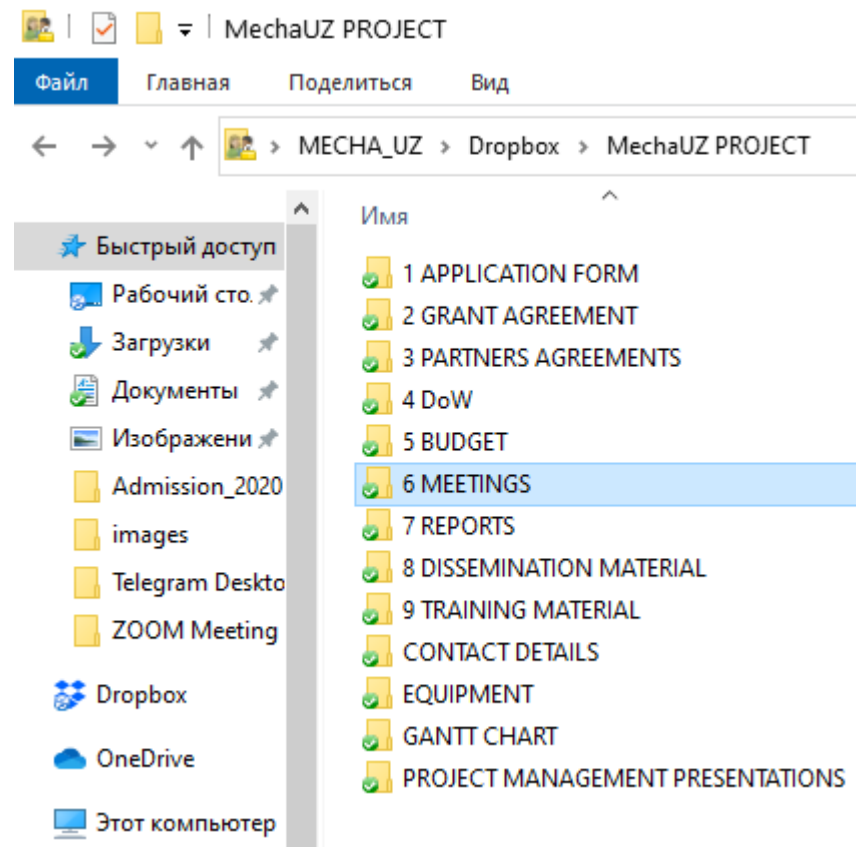 MechaUZ PROJECT
Файл Главная Поделиться Вид
MECHA_UZ > Dropbox > MechaUZ PROJECT
Имя
Быстрый доступ
Рабочий сто.
Загрузки
Документы
Изображени
Admission_2020
images
Telegram Deskto
ZOOM Meeting
Dropbox
OneDrive
Этот компьютер
1 APPLICATION FORM
2 GRANT AGREEMENT
3 PARTNERS AGREEMENTS
4 DoW
5 BUDGET
6 MEETINGS
7 REPORTS
8 DISSEMINATION MATERIAL
9 TRAINING MATERIAL
CONTACT DETAILS
EQUIPMENT
GANTT CHART
PROJECT MANAGEMENT PRESENTATIONS